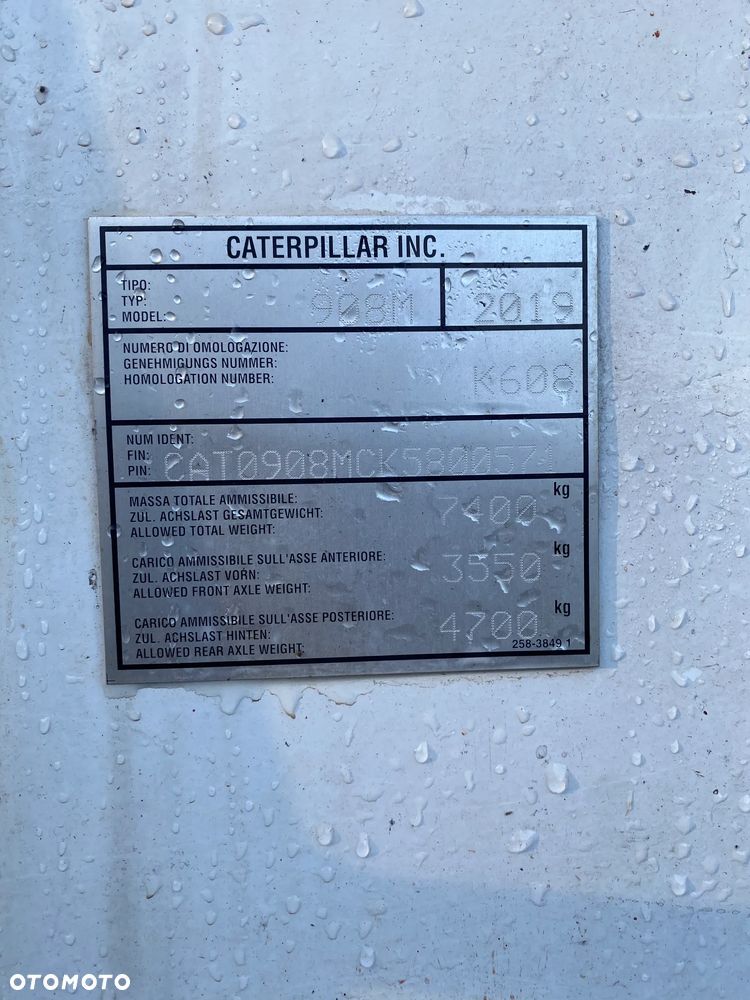 CATERPILLAR INC.
TIPO:
TYP:
MODEL: 908M 2019
NUMERO DI OMOLOGAZIONE:
GENEHMIGUNGS NUMMER:
HOMOLOGATION NUMBER: K608
NUM IDENT:
FIN:
PIN: CAT0908MCK5800571
MASSA TOTALE AMMISSIBILE: kg
ZUL. ACHSLAST GESAMTGEWICHT: 7400
ALLOWED TOTAL WEIGHT:
CARICO AMMISSIBILE SULL'ASSE ANTERIORE: kg
ZUL. ACHSLAST VORN: 3550
ALLOWED FRONT AXLE WEIGHT:
CARICO AMMISSIBILE SULL'ASSE POSTERIORE: kg
ZUL. ACHSLAST HINTEN: 4700
ALLOWED REAR AXLE WEIGHT: 258-3849 1
OTOMOTO